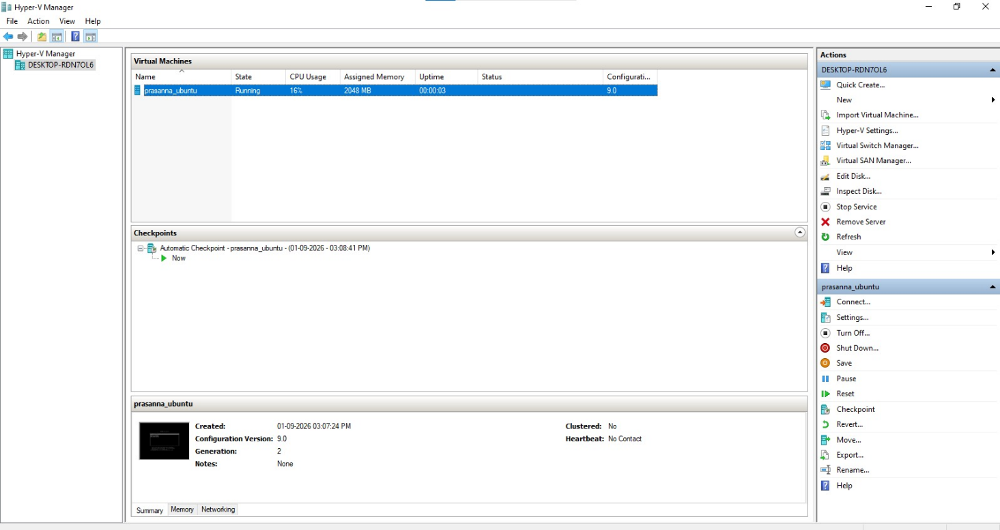 Hyper-V Manager
File Action View Help
Hyper-V Manager
DESKTOP-RDN7OL6
Virtual Machines
Name State CPU Usage Assigned Memory Uptime Status Configurati...
prasanna_ubuntu Running 16% 2048 MB 00:00:03 9.0
Checkpoints
Automatic Checkpoint - prasanna_ubuntu - (01-09-2026 - 03:08:41 PM)
Now
prasanna_ubuntu
Created: 01-09-2026 03:07:24 PM Clustered: No
Configuration Version: 9.0 Heartbeat: No Contact
Generation: 2
Notes: None
Summary Memory Networking
Actions
DESKTOP-RDN7OL6
Quick Create...
New
Import Virtual Machine...
Hyper-V Settings...
Virtual Switch Manager...
Virtual SAN Manager...
Edit Disk...
Inspect Disk...
Stop Service
Remove Server
Refresh
View
Help
prasanna_ubuntu
Connect...
Settings...
Turn Off...
Shut Down...
Save
Pause
Reset
Checkpoint
Revert...
Move...
Export...
Rename...
Help